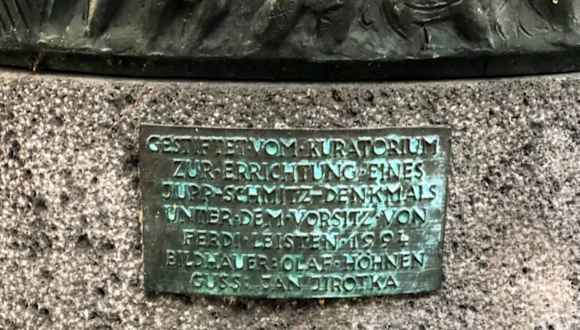 GESTIFTET·VOM·KURATORIUM
ZUR·ERRICHTUNG·EINES
JUPP-SCHMITZ-DENKMALS
UNTER·DEM·VORSITZ·VON
FERDI·LEISTEN·1991
BILDHAUER:OLAF·HÖHNEN
GUSS:JAN·JIROTKA